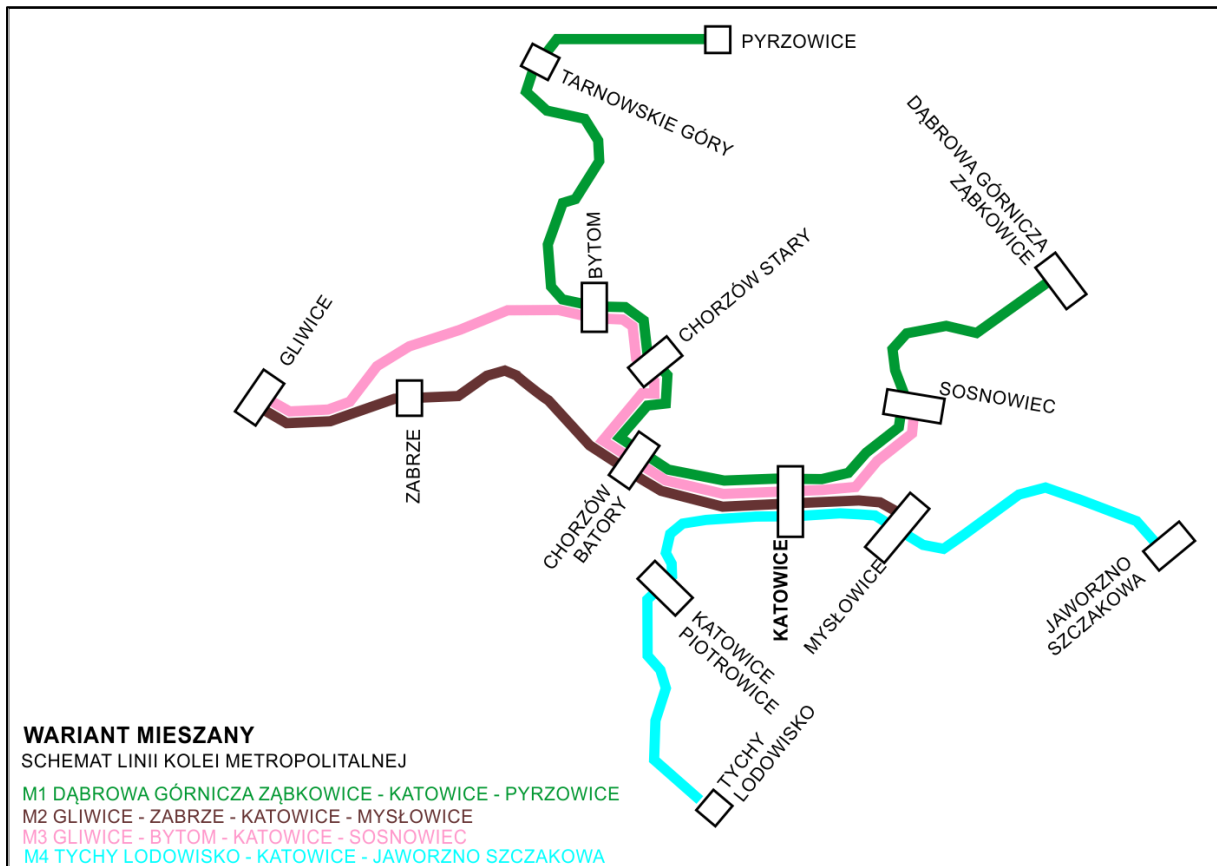 PYRZOWICE
TARNOWSKIE GÓRY
DĄBROWA GÓRNICZA
ZĄBKOWICE
BYTOM
CHORZÓW STARY
GLIWICE
SOSNOWIEC
ZABRZE
CHORZÓW
BATORY
KATOWICE
MYSŁOWICE
JAWORZNO
SZCZAKOWA
KATOWICE
PIOTROWICE
TYCHY
LODOWISKO
WARIANT MIESZANY
SCHEMAT LINII KOLEI METROPOLITALNEJ
M1 DĄBROWA GÓRNICZA ZĄBKOWICE - KATOWICE - PYRZOWICE
M2 GLIWICE - ZABRZE - KATOWICE - MYSŁOWICE
M3 GLIWICE - BYTOM - KATOWICE - SOSNOWIEC
M4 TYCHY LODOWISKO - KATOWICE - JAWORZNO SZCZAKOWA